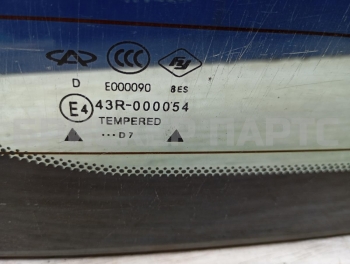 CCC
D E000090 8ES
E4 43R-000054
TEMPERED
▲ ···D7 ▲